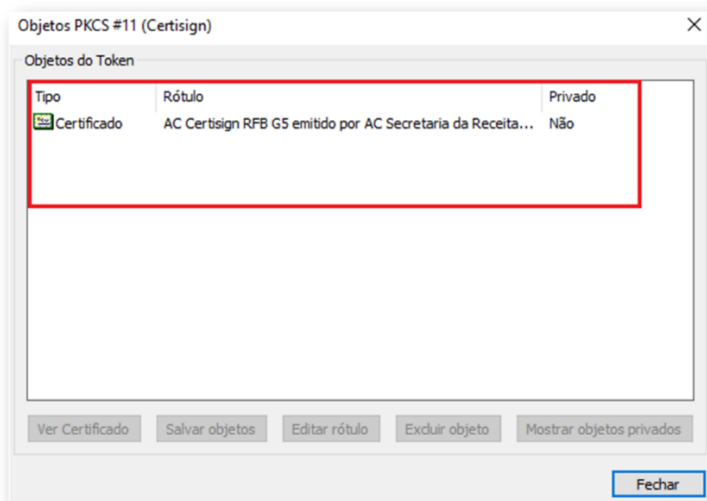 Objetos PKCS #11 (Certisign)
Objetos do Token
Tipo Rótulo Privado
Certificado AC Certisign RFB G5 emitido por AC Secretaria da Receita... Não
Ver Certificado Salvar objetos Editar rótulo Excluir objeto Mostrar objetos privados
Fechar